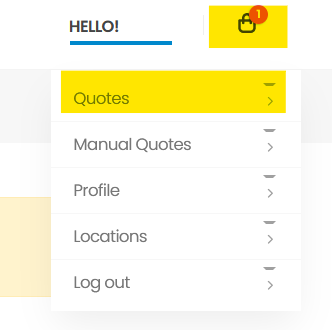 HELLO!
1
Quotes
Manual Quotes
Profile
Locations
Log out